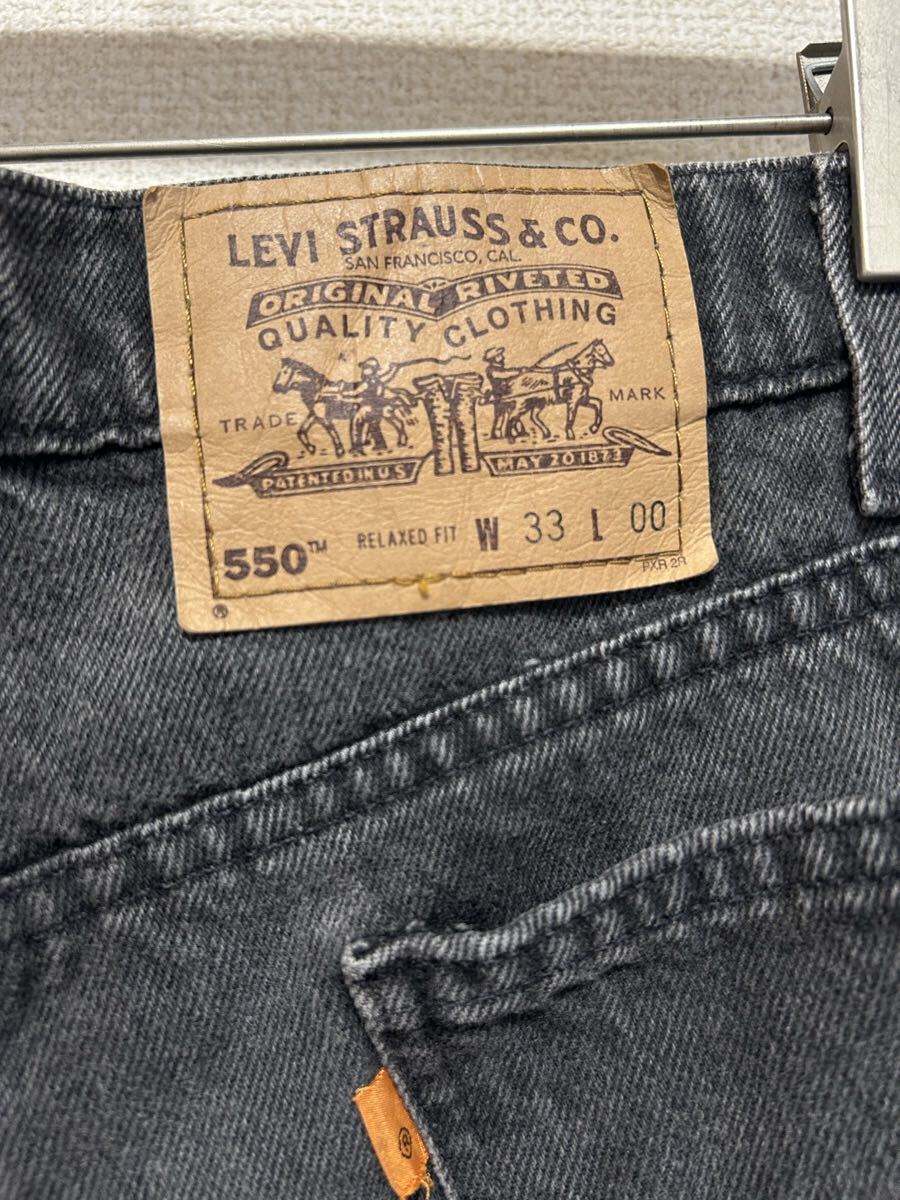 LEVI STRAUSS & CO.
SAN FRANCISCO, CAL.
ORIGINAL RIVETED
QUALITY CLOTHING
TRADE MARK
PATENTED IN U.S MAY 20 1873
550™ RELAXED FIT W 33 L 00
PXR 2R
®
®